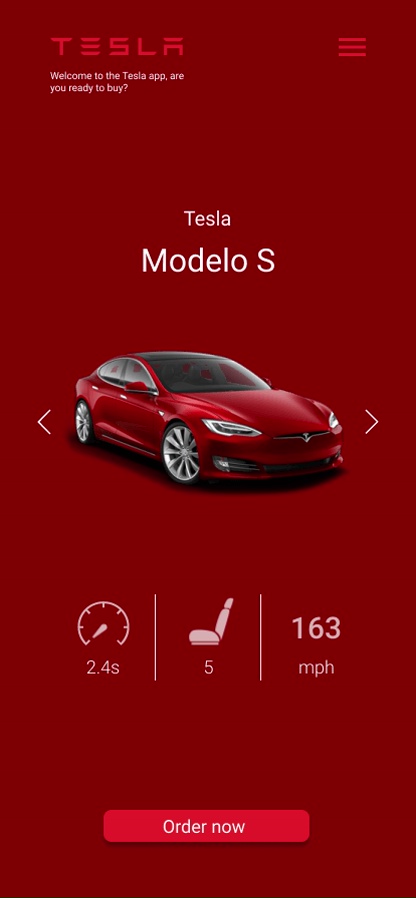 TESLA
Welcome to the Tesla app, are
you ready to buy?
Tesla
Modelo S
163
2.4s
5
mph
Order now